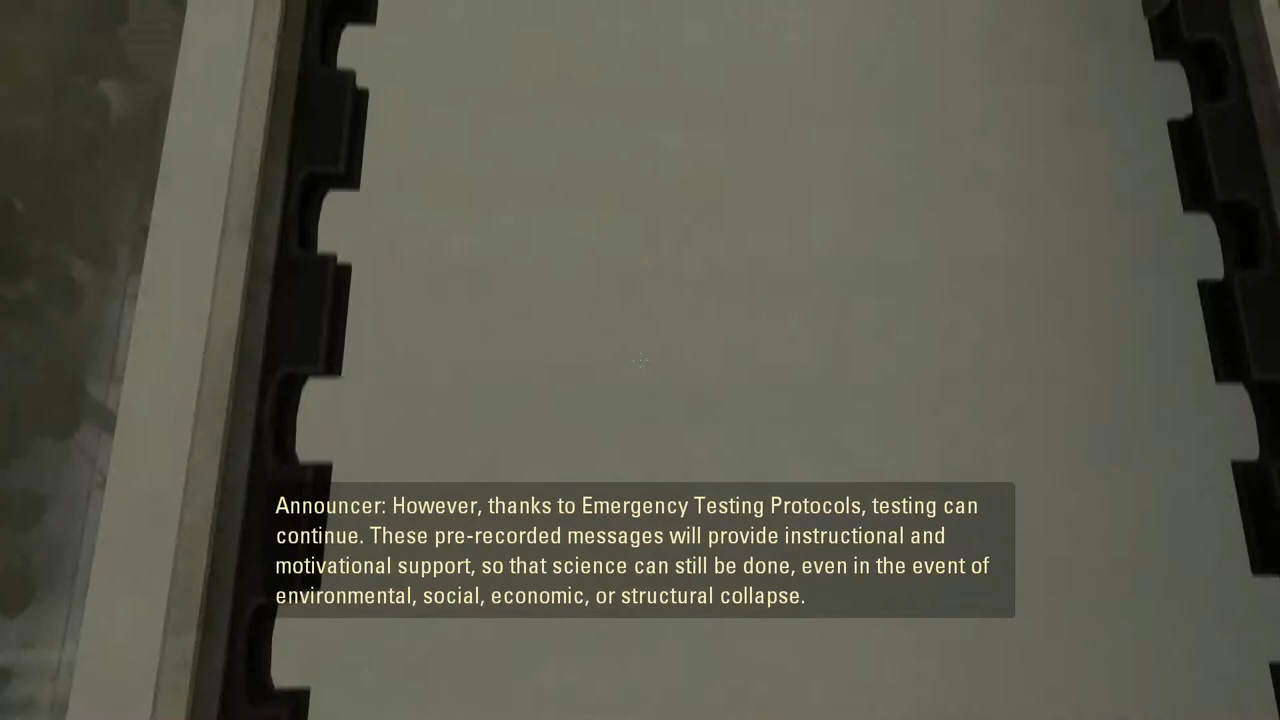 Announcer: However, thanks to Emergency Testing Protocols, testing can
continue. These pre-recorded messages will provide instructional and
motivational support, so that science can still be done, even in the event of
environmental, social, economic, or structural collapse.